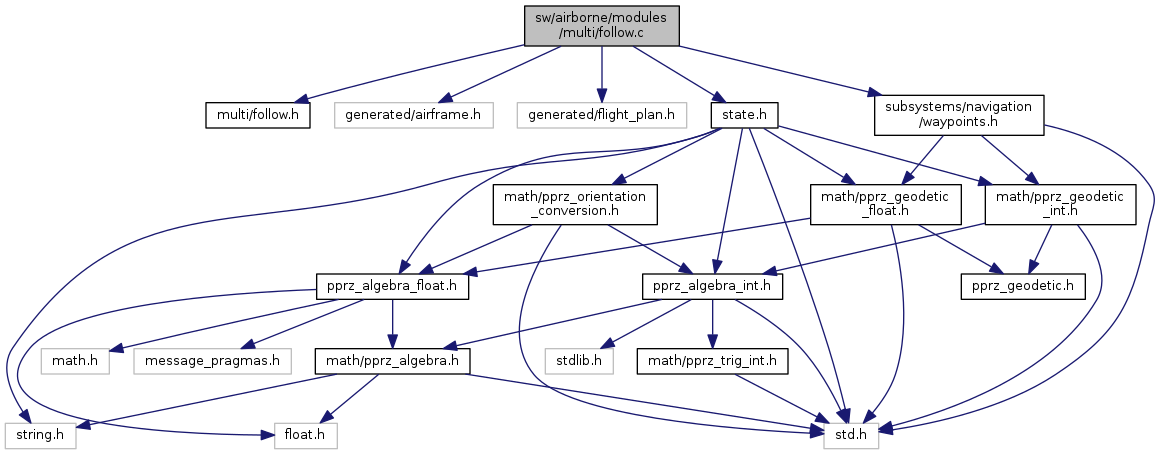 sw/airborne/modules
/multi/follow.c
multi/follow.h
generated/airframe.h
generated/flight_plan.h
state.h
subsystems/navigation
/waypoints.h
math/pprz_orientation
_conversion.h
math/pprz_geodetic
_float.h
math/pprz_geodetic
_int.h
pprz_algebra_float.h
pprz_algebra_int.h
pprz_geodetic.h
math.h
message_pragmas.h
math/pprz_algebra.h
stdlib.h
math/pprz_trig_int.h
string.h
float.h
std.h